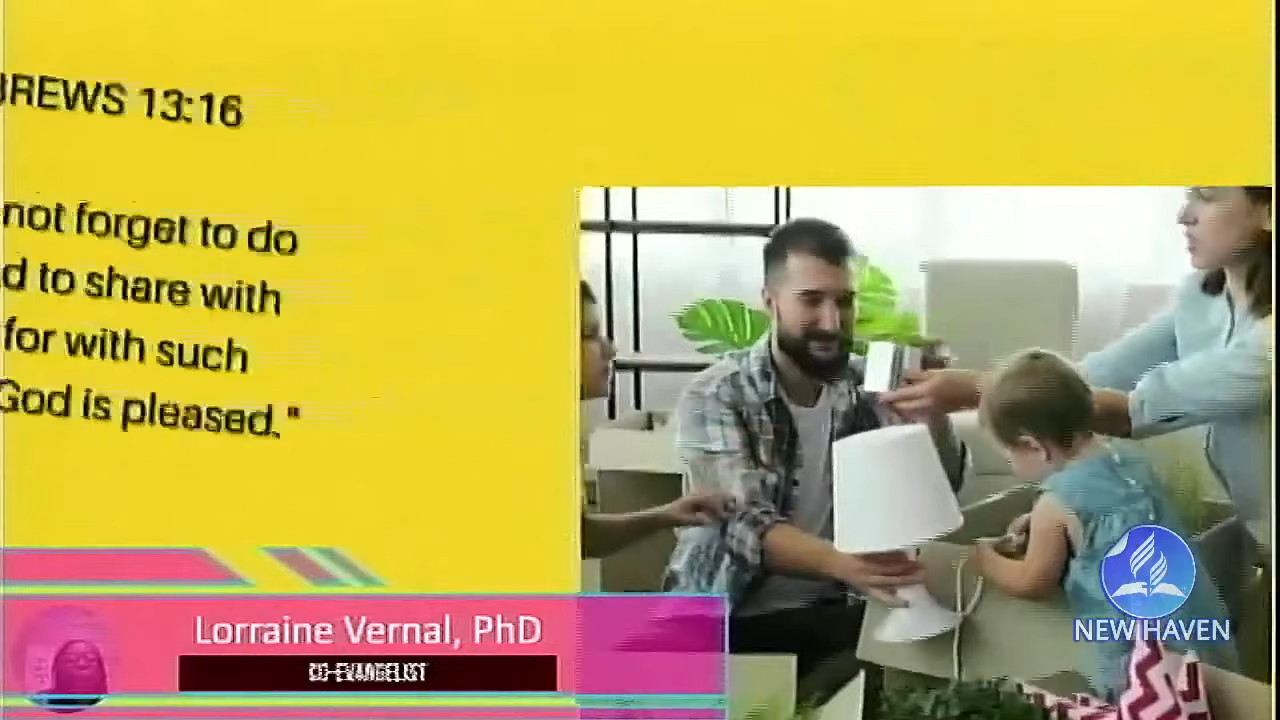 BREWS 13:16
not forget to do
d to share with
for with such
God is pleased."
Lorraine Vernal, PhD
CO-EVANGELIST
NEW HAVEN